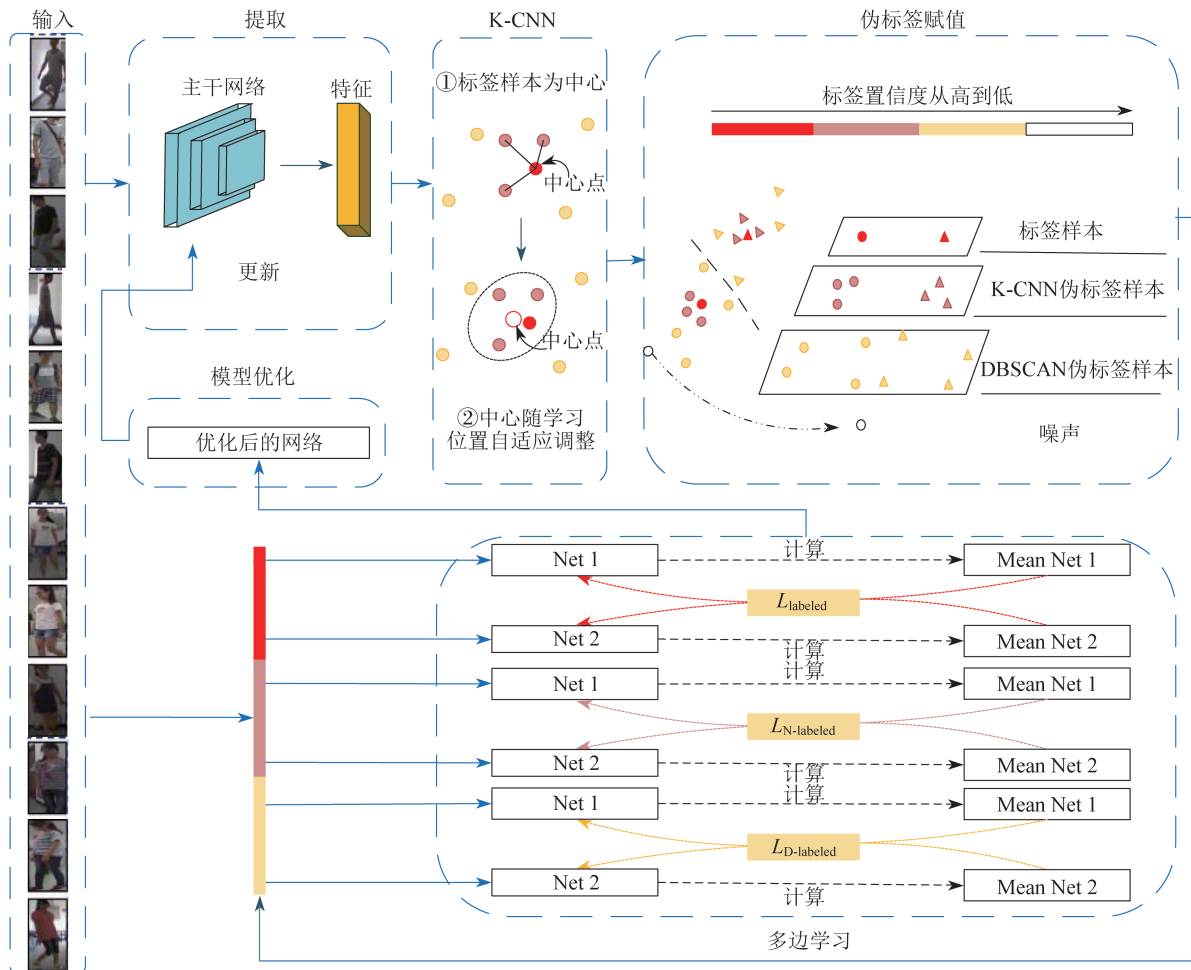 输入
提取
K-CNN
伪标签赋值
主干网络
特征
更新
①标签样本为中心
中心点
中心点
②中心随学习
位置自适应调整
标签置信度从高到低
标签样本
K-CNN伪标签样本
DBSCAN伪标签样本
噪声
模型优化
优化后的网络
Net 1
计算
Mean Net 1
Llabeled
Net 2
计算
Mean Net 2
Net 1
计算
Mean Net 1
LN-labeled
Net 2
计算
Mean Net 2
Net 1
计算
Mean Net 1
LD-labeled
Net 2
计算
Mean Net 2
多边学习